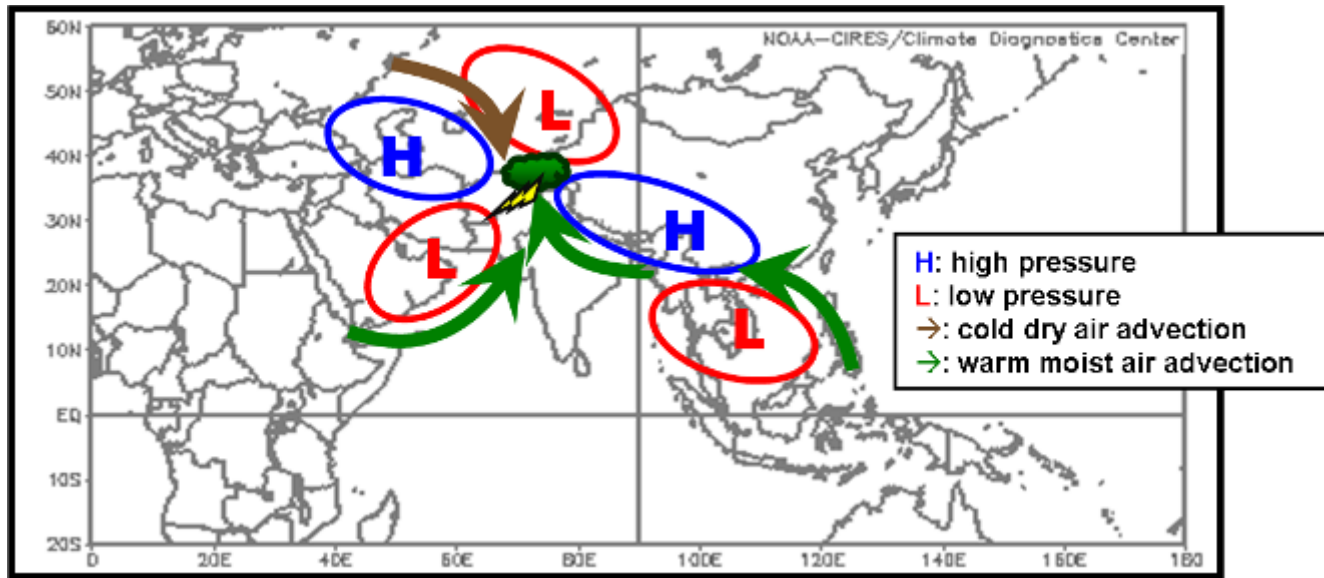 NOAA-CIRES/Climate Diagnostics Center
60N
50N
40N
30N
20N
10N
EQ
10S
20S
0
20E
40E
60E
80E
100E
120E
140E
160E
180
L
H
H
L
L
H: high pressure
L: low pressure
→: cold dry air advection
→: warm moist air advection